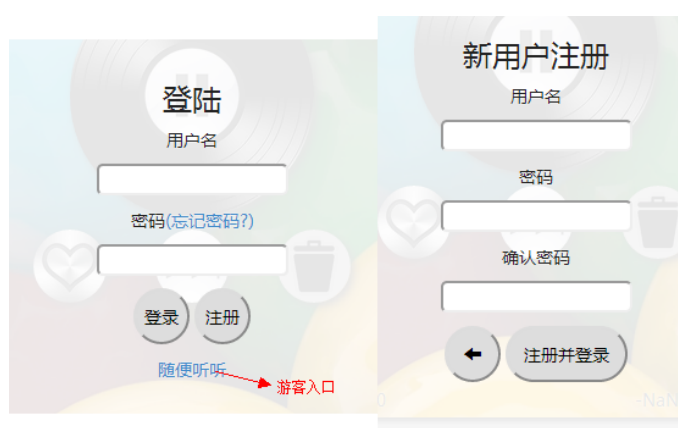 登陆
用户名
密码(忘记密码?)
登录 注册
随便听听
游客入口
新用户注册
用户名
密码
确认密码
注册并登录
0
-NaN